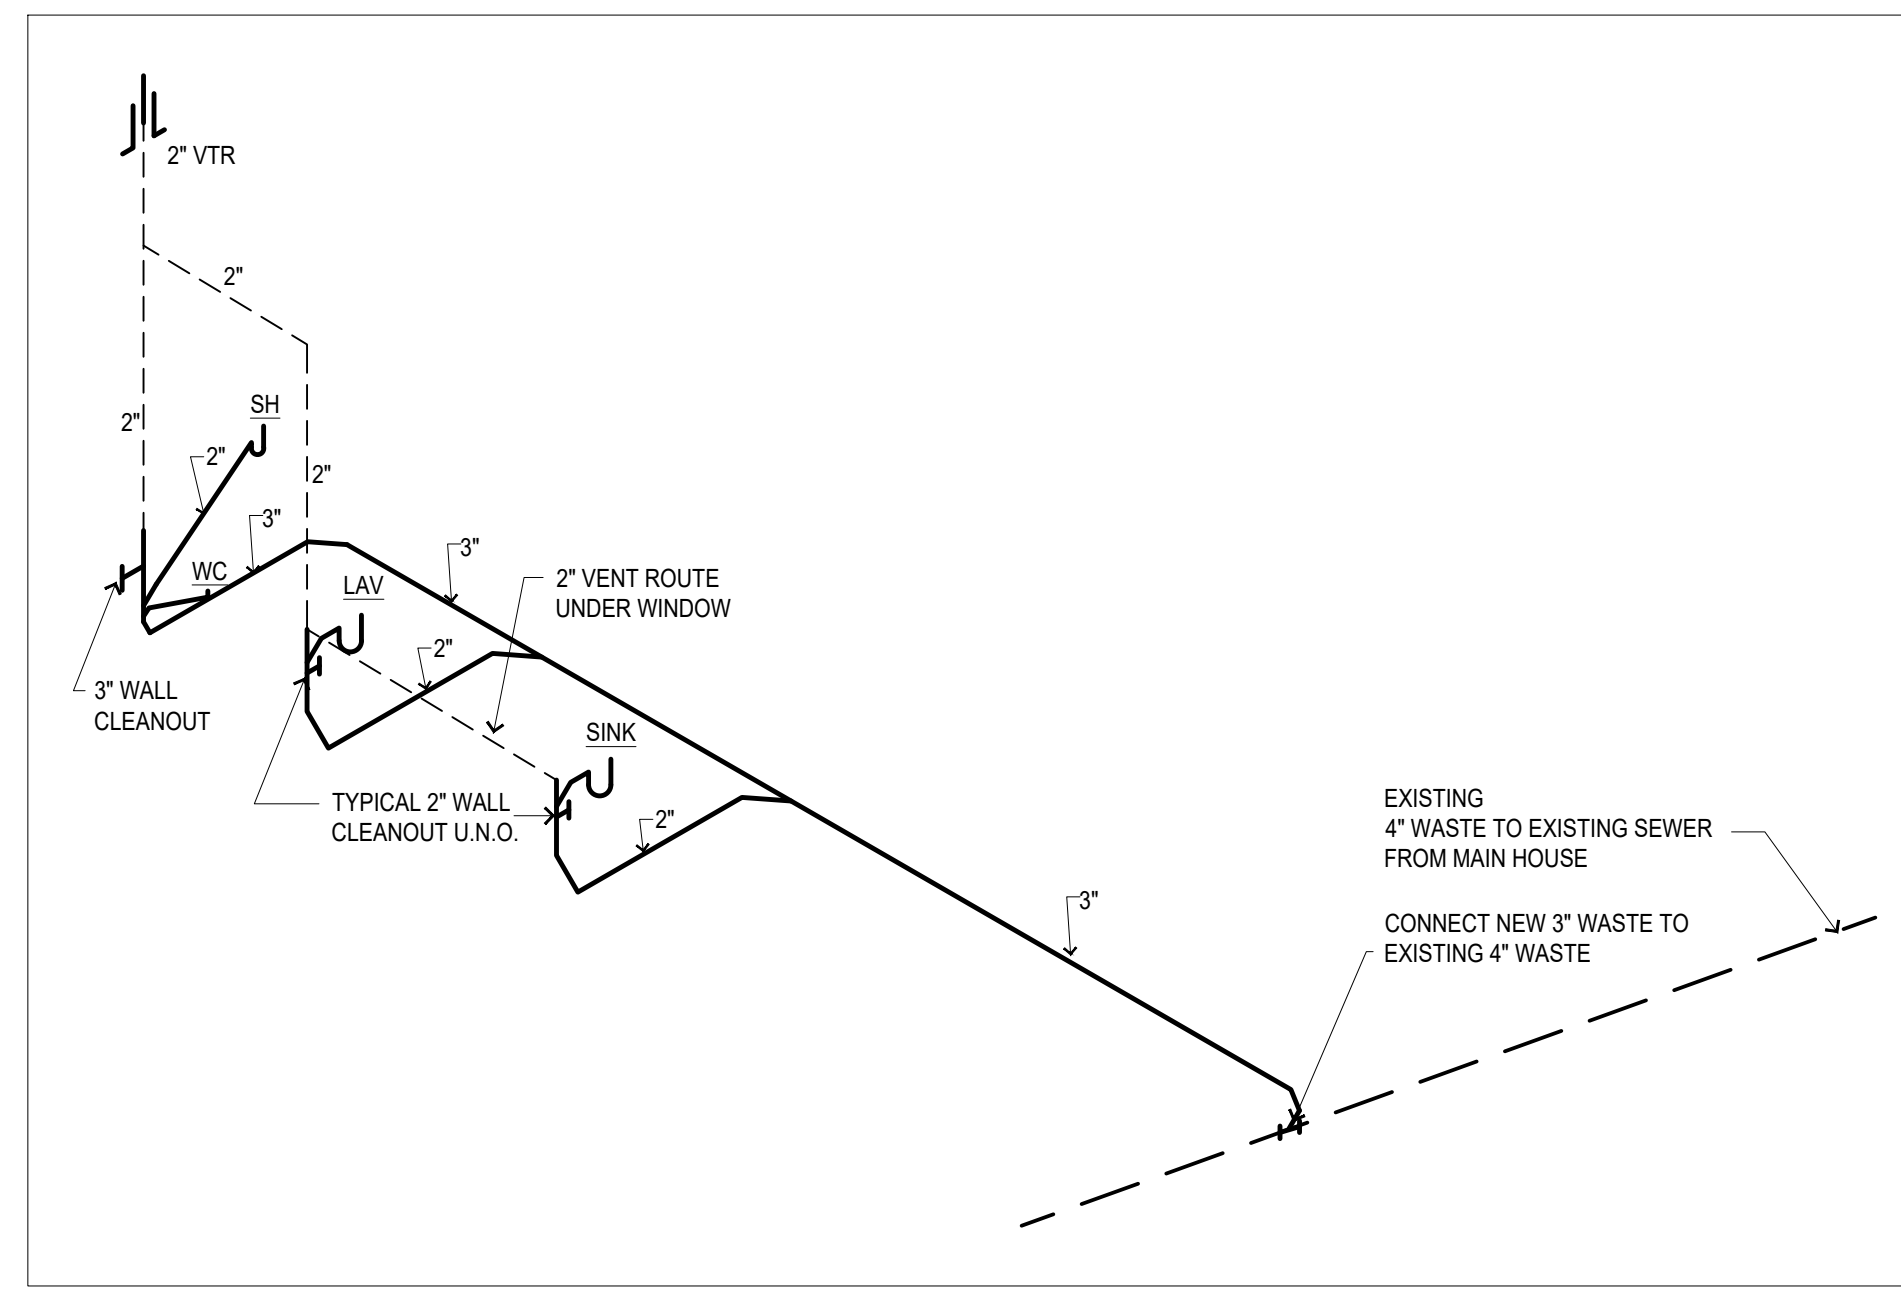 2" VTR
2"
SH
2"
2"
2"
3"
3"
WC
LAV
2" VENT ROUTE
UNDER WINDOW
2"
3" WALL
CLEANOUT
SINK
TYPICAL 2" WALL
CLEANOUT U.N.O.
2"
EXISTING
4" WASTE TO EXISTING SEWER
FROM MAIN HOUSE
3"
CONNECT NEW 3" WASTE TO
EXISTING 4" WASTE